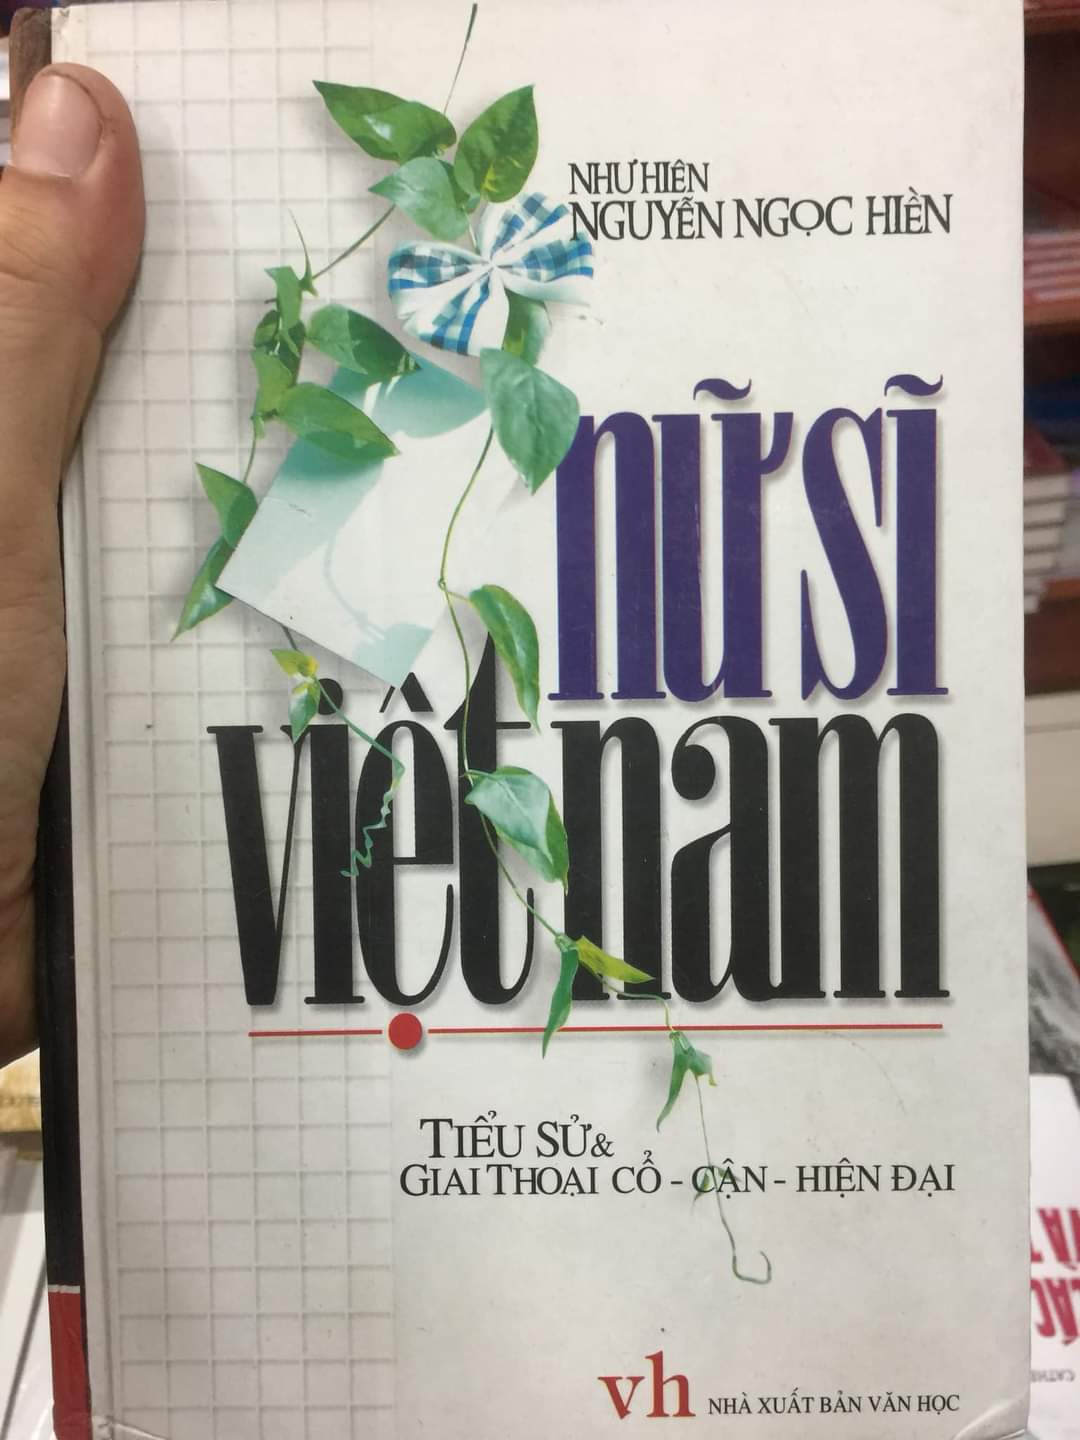 NHƯ HIÊN
NGUYỄN NGỌC HIỀN
nữ sĩ
việt nam
TIỂU SỬ &
GIAI THOẠI CỔ - CẬN - HIỆN ĐẠI
vh NHÀ XUẤT BẢN VĂN HỌC